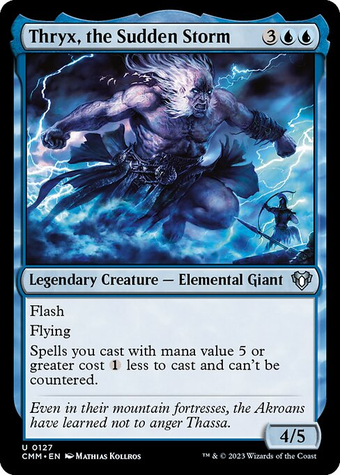 Thryx, the Sudden Storm 3
Legendary Creature — Elemental Giant
Flash
Flying
Spells you cast with mana value 5 or
greater cost 1 less to cast and can't be
countered.
Even in their mountain fortresses, the Akroans
have learned not to anger Thassa.
4/5
U 0127
CMM • EN Mathias Kollros
™ & © 2023 Wizards of the Coast